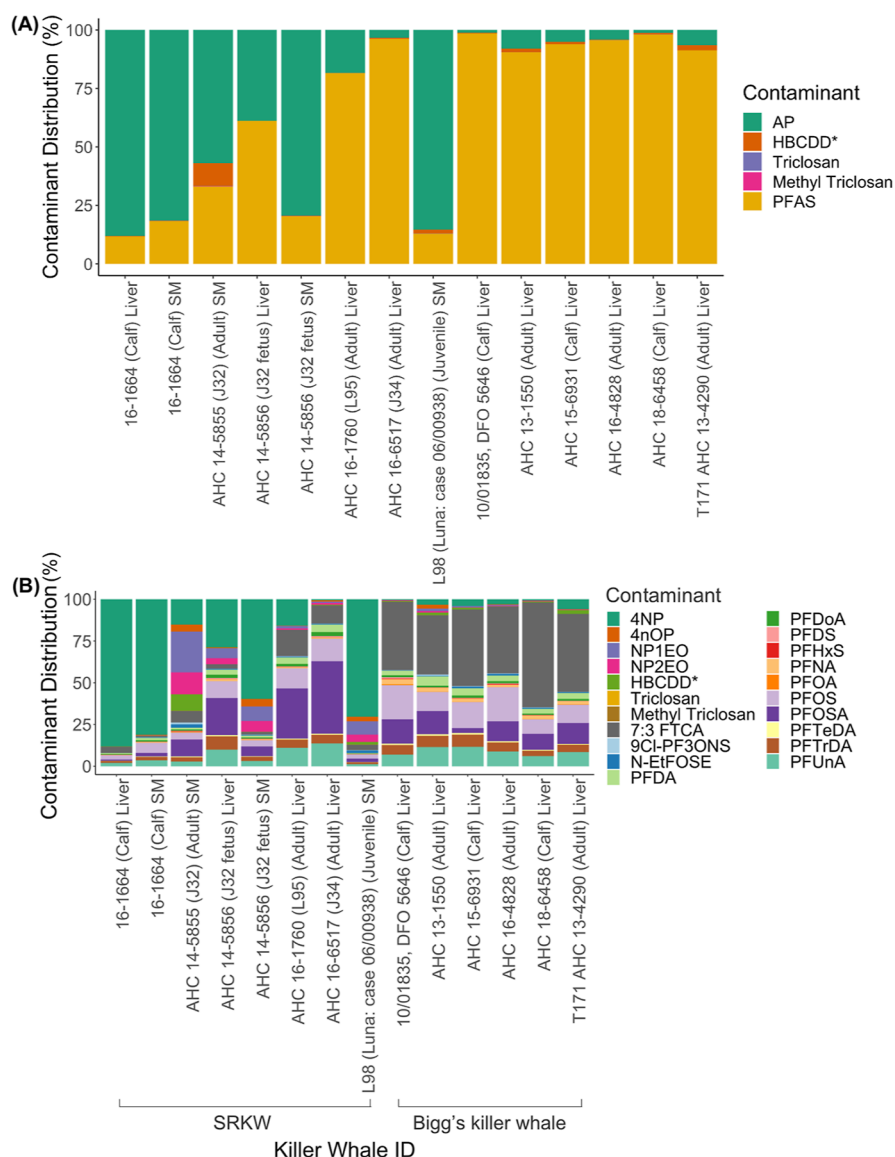 (A)
Contaminant Distribution (%)
100
75
50
25
0
Contaminant
AP
HBCDD*
Triclosan
Methyl Triclosan
PFAS
16-1664 (Calf) Liver
16-1664 (Calf) SM
AHC 14-5855 (J32) (Adult) SM
AHC 14-5856 (J32 fetus) Liver
AHC 14-5856 (J32 fetus) SM
AHC 16-1760 (L95) (Adult) Liver
AHC 16-6517 (J34) (Adult) Liver
L98 (Luna: case 06/00938) (Juvenile) SM
10/01835, DFO 5646 (Calf) Liver
AHC 13-1550 (Adult) Liver
AHC 15-6931 (Calf) Liver
AHC 16-4828 (Adult) Liver
AHC 18-6458 (Calf) Liver
T171 AHC 13-4290 (Adult) Liver
(B)
Contaminant Distribution (%)
100
75
50
25
0
Contaminant
4NP
4nOP
NP1EO
NP2EO
HBCDD*
Triclosan
Methyl Triclosan
7:3 FTCA
9Cl-PF3ONS
N-EtFOSE
PFDA
PFDoA
PFDS
PFHxS
PFNA
PFOA
PFOS
PFOSA
PFTeDA
PFTrDA
PFUnA
16-1664 (Calf) Liver
16-1664 (Calf) SM
AHC 14-5855 (J32) (Adult) SM
AHC 14-5856 (J32 fetus) Liver
AHC 14-5856 (J32 fetus) SM
AHC 16-1760 (L95) (Adult) Liver
AHC 16-6517 (J34) (Adult) Liver
L98 (Luna: case 06/00938) (Juvenile) SM
10/01835, DFO 5646 (Calf) Liver
AHC 13-1550 (Adult) Liver
AHC 15-6931 (Calf) Liver
AHC 16-4828 (Adult) Liver
AHC 18-6458 (Calf) Liver
T171 AHC 13-4290 (Adult) Liver
SRKW
Bigg's killer whale
Killer Whale ID